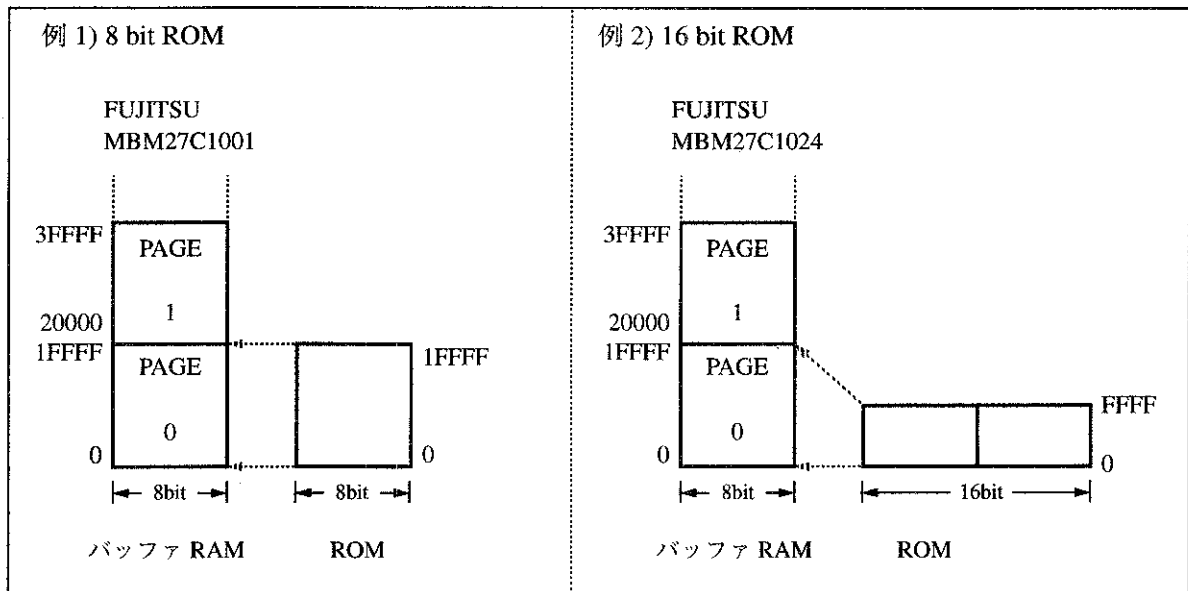 例 1) 8 bit ROM
FUJITSU
MBM27C1001
3FFFF
PAGE
1
20000
1FFFF
PAGE
0
0
1FFFF
0
8bit
8bit
バッファ RAM
ROM
例 2) 16 bit ROM
FUJITSU
MBM27C1024
3FFFF
PAGE
1
20000
1FFFF
PAGE
0
0
FFFF
0
8bit
16bit
バッファ RAM
ROM